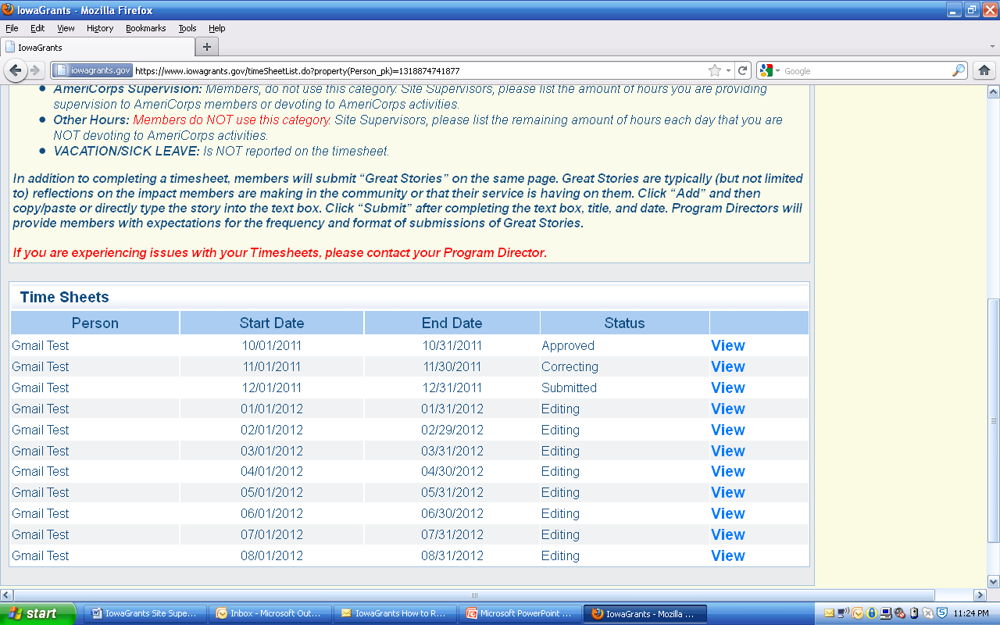 IowaGrants - Mozilla Firefox
File Edit View History Bookmarks Tools Help
IowaGrants
iowagrants.gov https://www.iowagrants.gov/timeSheetList.do?property(Person_pk)=1318874741877 Google
AmeriCorps Supervision: Members, do not use this category. Site Supervisors, please list the amount of hours you are providing
supervision to AmeriCorps members or devoting to AmeriCorps activities.
Other Hours: Members do NOT use this category. Site Supervisors, please list the remaining amount of hours each day that you are
NOT devoting to AmeriCorps activities.
VACATION/SICK LEAVE: Is NOT reported on the timesheet.
In addition to completing a timesheet, members will submit “Great Stories” on the same page. Great Stories are typically (but not limited
to) reflections on the impact members are making in the community or that their service is having on them. Click “Add” and then
copy/paste or directly type the story into the text box. Click “Submit” after completing the text box, title, and date. Program Directors will
provide members with expectations for the frequency and format of submissions of Great Stories.
If you are experiencing issues with your Timesheets, please contact your Program Director.
Time Sheets
Person Start Date End Date Status
Gmail Test 10/01/2011 10/31/2011 Approved View
Gmail Test 11/01/2011 11/30/2011 Correcting View
Gmail Test 12/01/2011 12/31/2011 Submitted View
Gmail Test 01/01/2012 01/31/2012 Editing View
Gmail Test 02/01/2012 02/29/2012 Editing View
Gmail Test 03/01/2012 03/31/2012 Editing View
Gmail Test 04/01/2012 04/30/2012 Editing View
Gmail Test 05/01/2012 05/31/2012 Editing View
Gmail Test 06/01/2012 06/30/2012 Editing View
Gmail Test 07/01/2012 07/31/2012 Editing View
Gmail Test 08/01/2012 08/31/2012 Editing View
start IowaGrants Site Supe... Inbox - Microsoft Out... IowaGrants How to R... Microsoft PowerPoint ... IowaGrants - Mozilla ... 11:24 PM